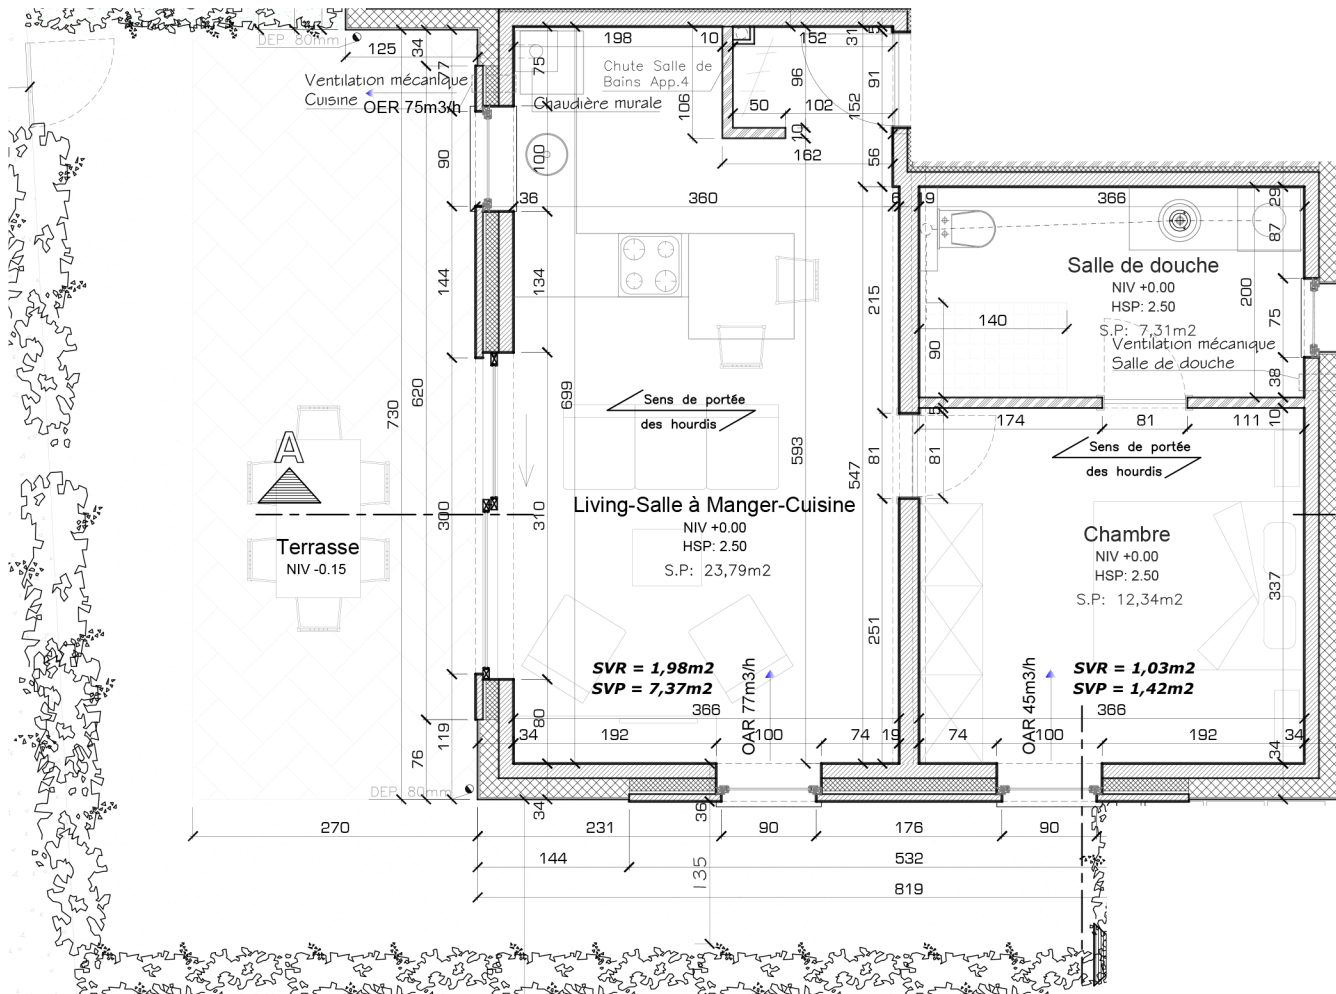 DEP 80mm
125
34
77
Ventilation mécanique
Cuisine
OER 75m3/h
75
198
10
152
31
5
Chute Salle de
Bains App.4
Chaudière murale
106
50
102
96
91
152
10
162
56
90
100
36
360
6
19
366
29
87
144
134
215
Salle de douche
NIV +0.00
HSP: 2.50
S.P: 7,31m2
200
75
140
90
Ventilation mécanique
Salle de douche
38
620
730
699
Sens de portée
des hourdis
5
174
81
111
10
A
593
547
81
81
Sens de portée
des hourdis
300
310
Living-Salle à Manger-Cuisine
NIV +0.00
HSP: 2.50
S.P: 23,79m2
Terrasse
NIV -0.15
Chambre
NIV +0.00
HSP: 2.50
S.P: 12,34m2
337
251
SVR = 1,98m2
SVP = 7,37m2
OAR 77m3/h
OAR 45m3/h
SVR = 1,03m2
SVP = 1,42m2
366
366
80
119
76
34
192
100
74
19
74
100
192
34
34
DEP 80mm
34
36
270
231
90
176
90
144
135
532
819